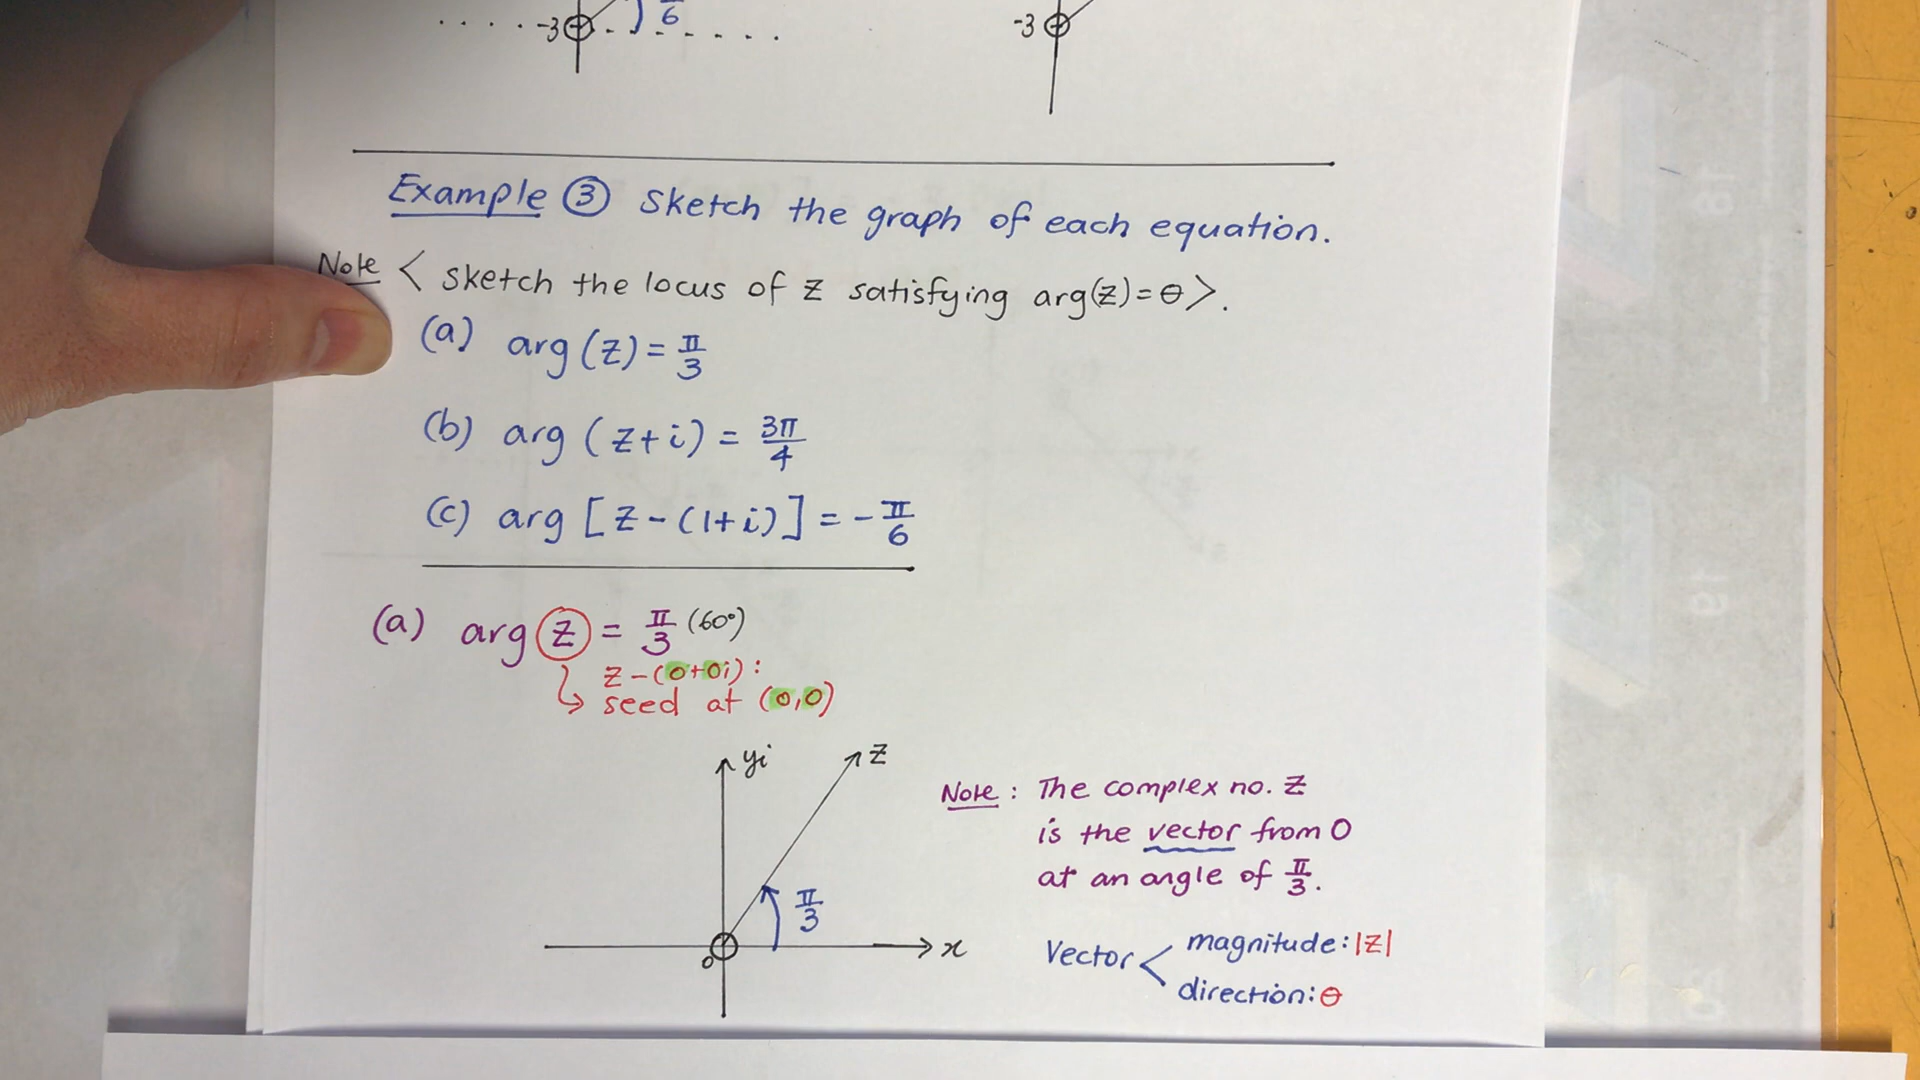 -3 π/6 -3
Example ③ Sketch the graph of each equation.
Note < sketch the locus of z satisfying arg(z)=θ>.
(a) arg(z)=π/3
(b) arg(z+i)=3π/4
(c) arg[z-(1+i)]=-π/6
(a) arg z = π/3 (60°)
z-(0+0i):
seed at (0,0)
yi
z
π/3
0
x
Note: The complex no. z
is the vector from 0
at an angle of π/3.
Vector < magnitude:|z|
direction:θ